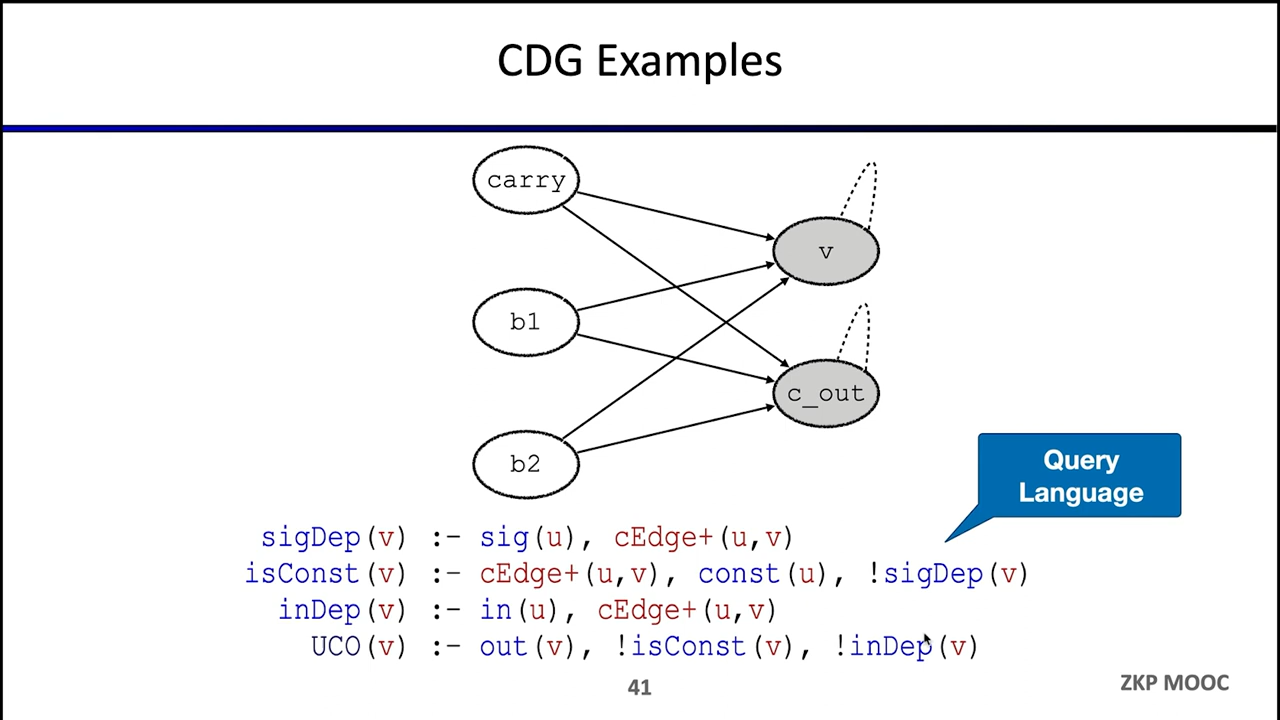 CDG Examples
carry
v
b1
c_out
b2
Query
Language
sigDep(v) :- sig(u), cEdge+(u,v)
isConst(v) :- cEdge+(u,v), const(u), !sigDep(v)
inDep(v) :- in(u), cEdge+(u,v)
UCO(v) :- out(v), !isConst(v), !inDep(v)
41
ZKP MOOC